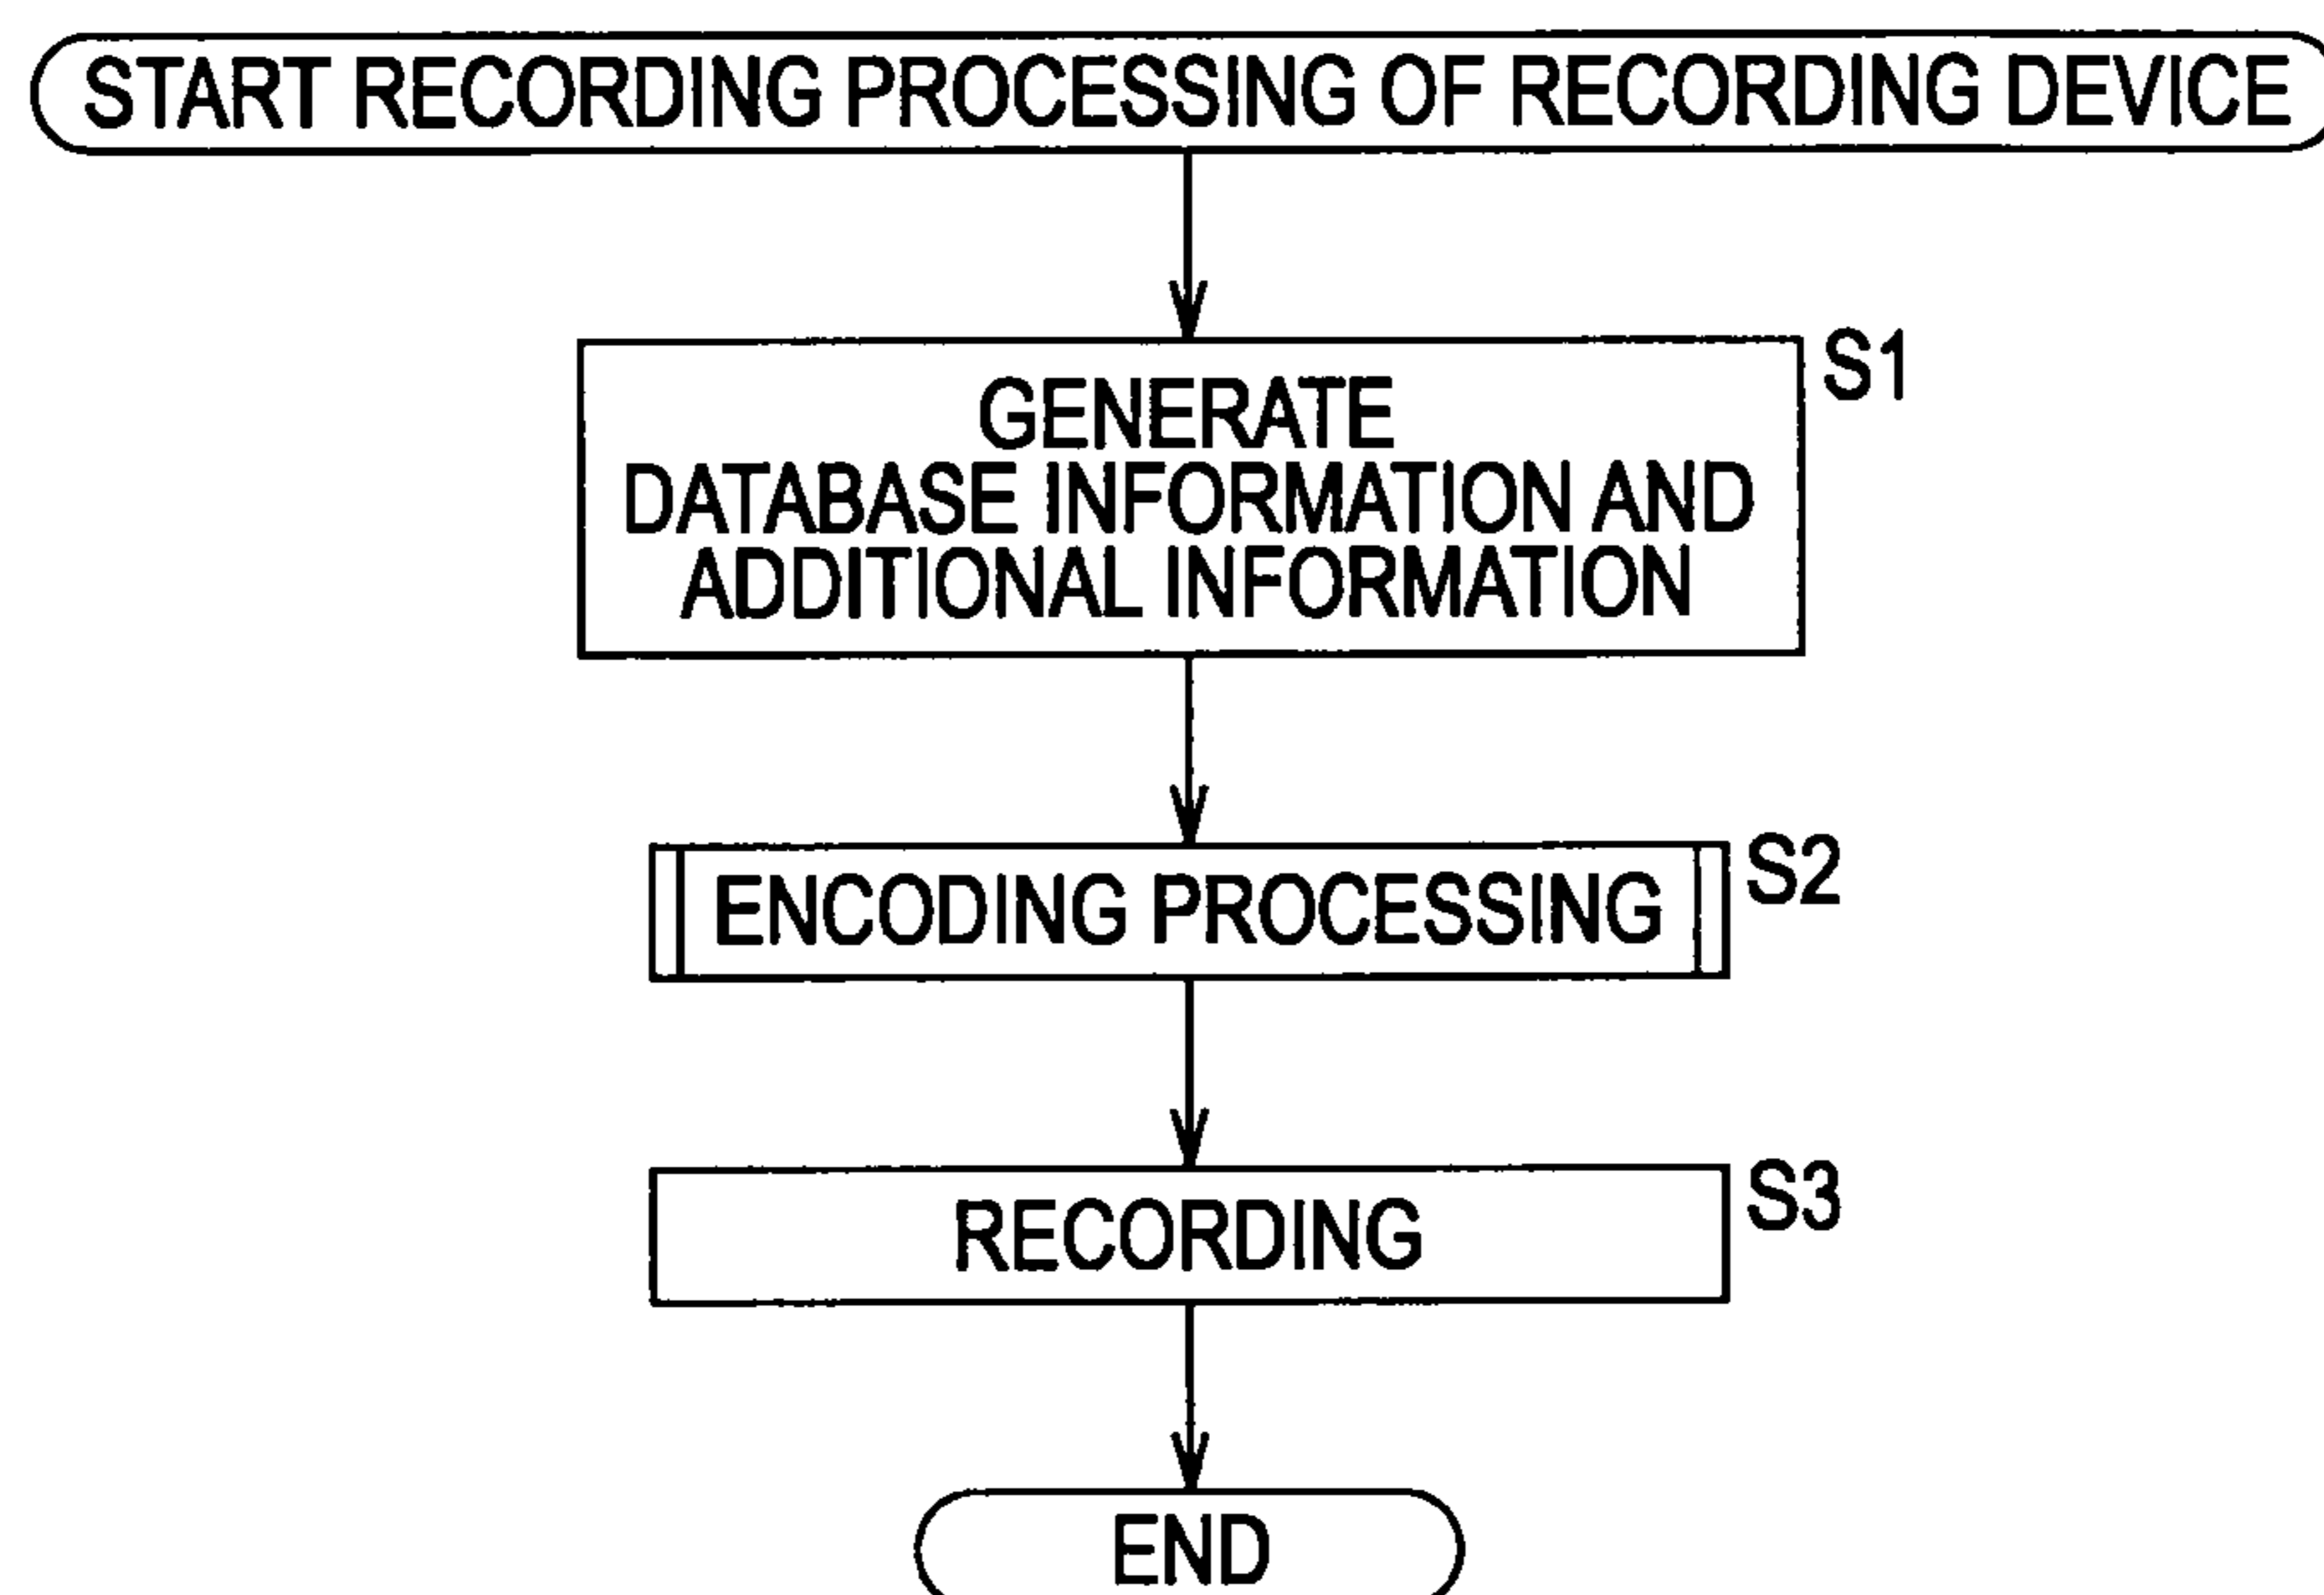 START RECORDING PROCESSING OF RECORDING DEVICE
S1
GENERATE
DATABASE INFORMATION AND
ADDITIONAL INFORMATION
S2
ENCODING PROCESSING
S3
RECORDING
END